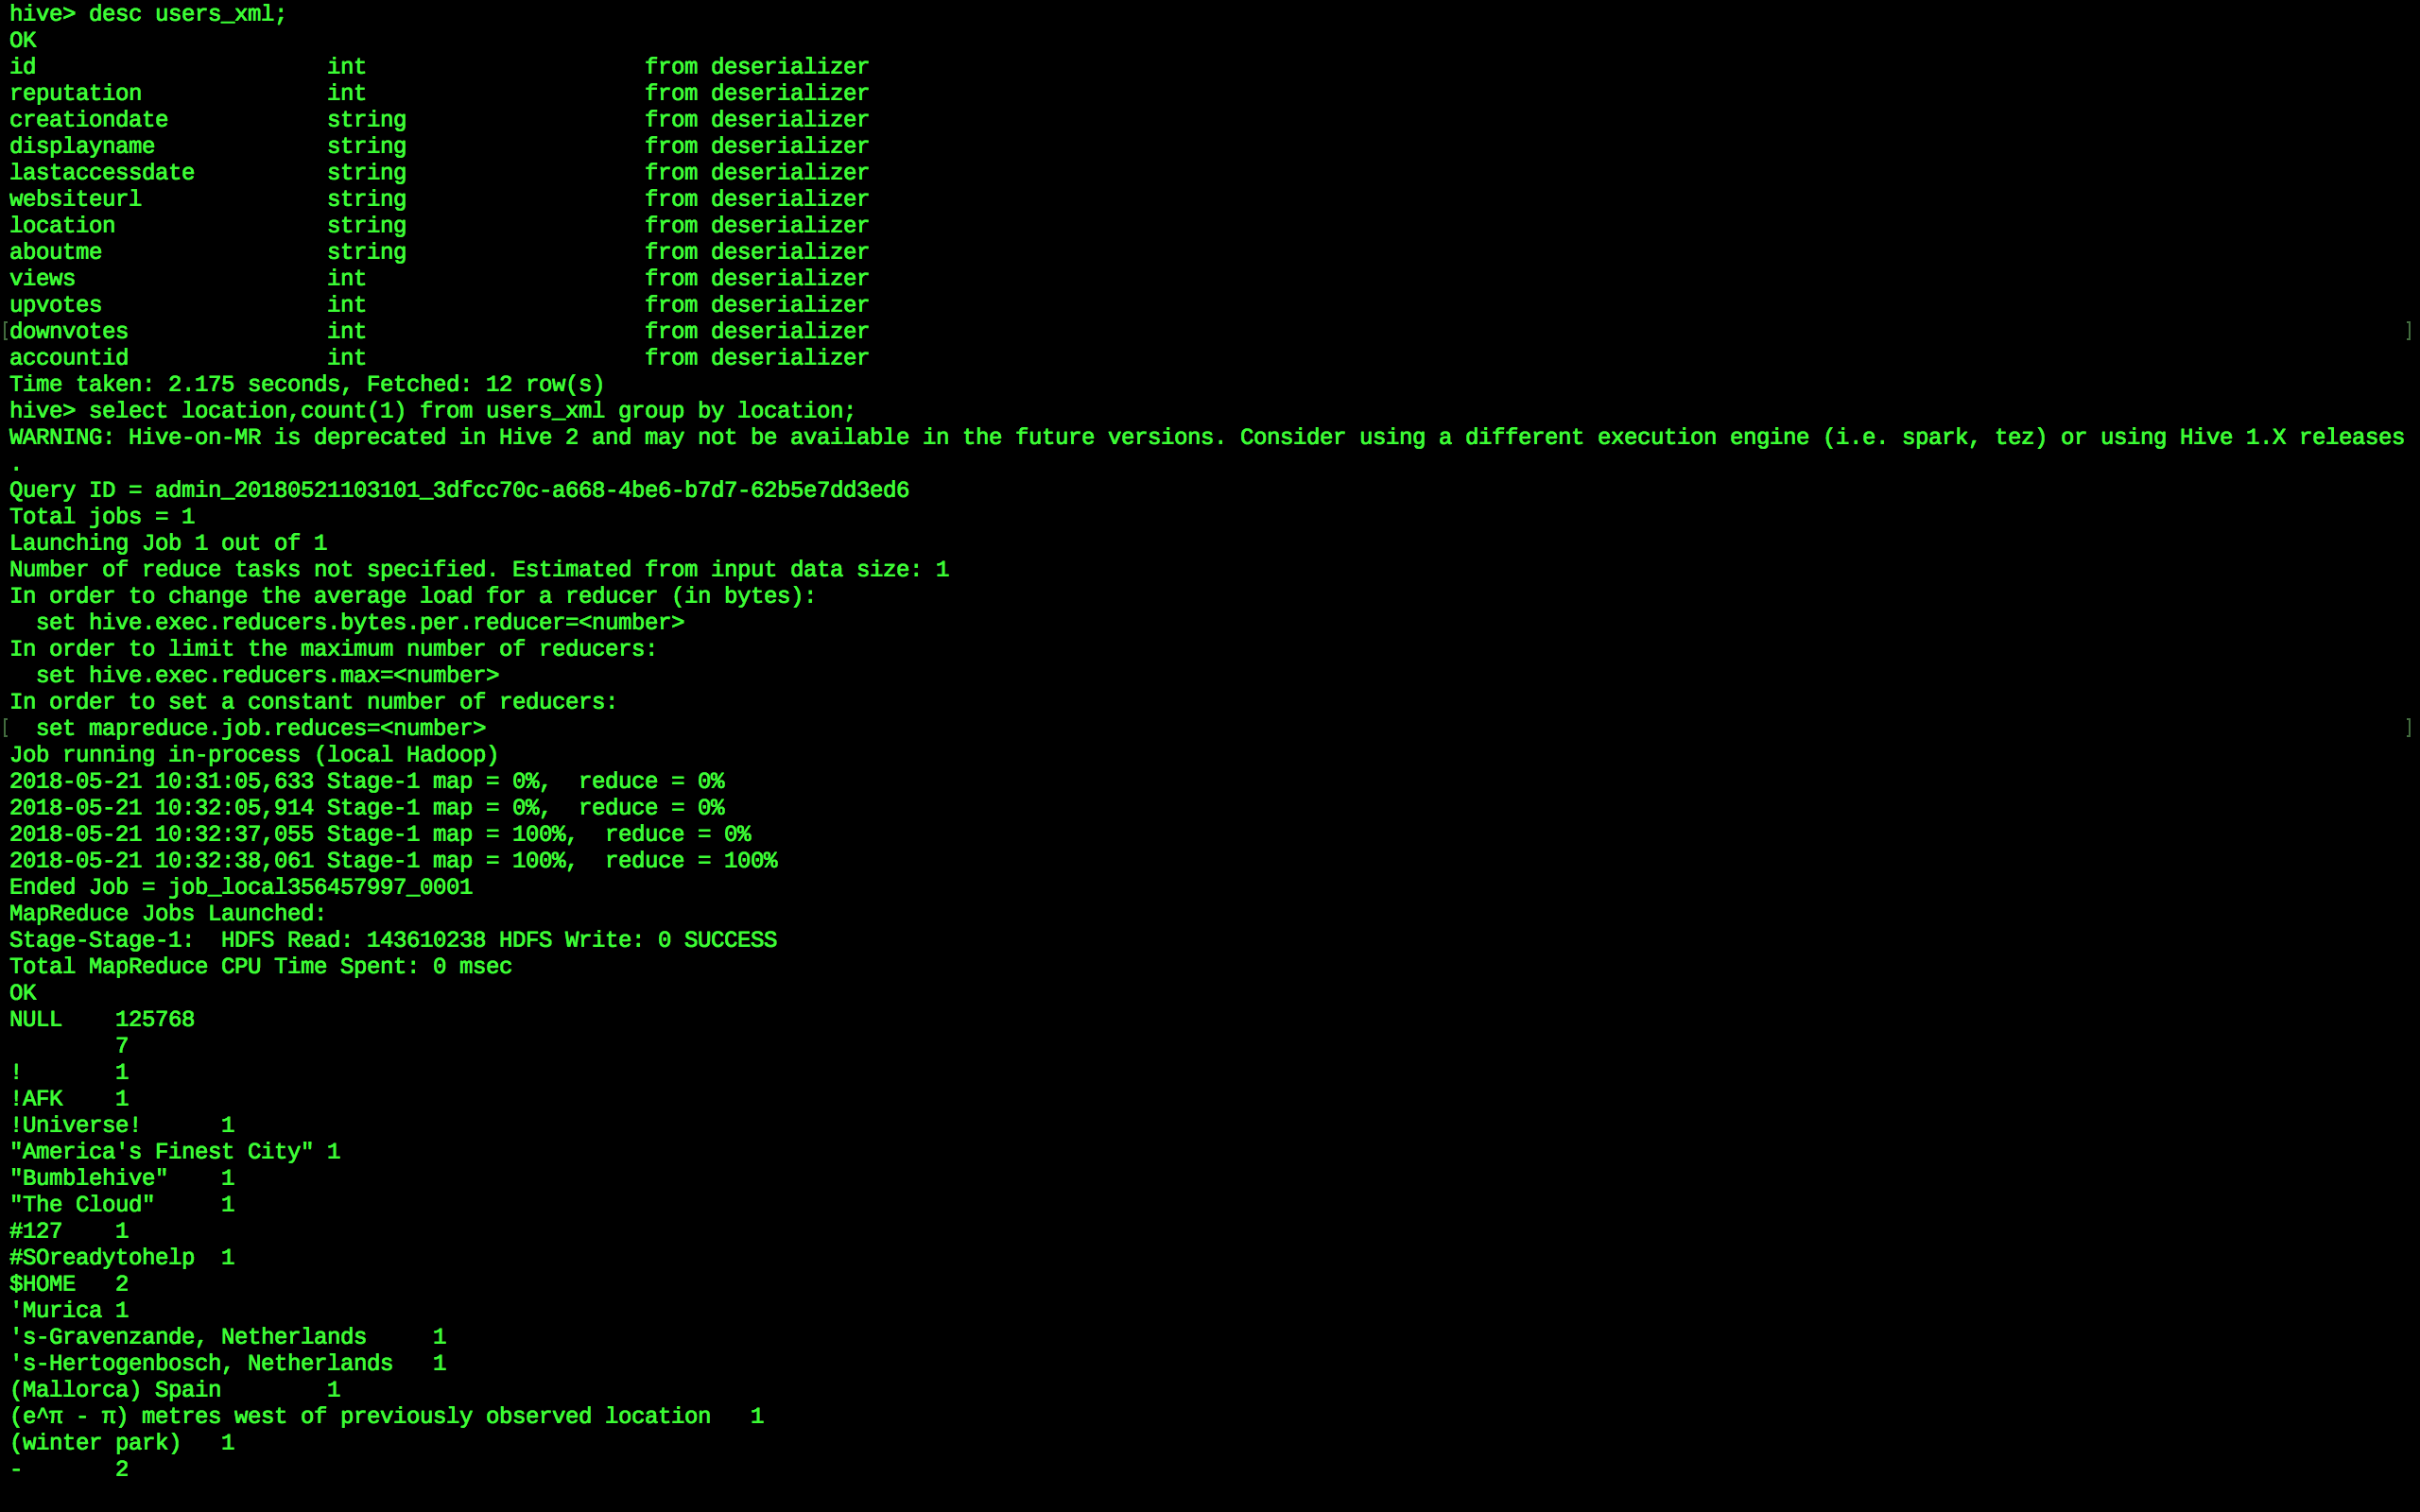 hive> desc users_xml;
OK
id                      int                     from deserializer
reputation              int                     from deserializer
creationdate            string                  from deserializer
displayname             string                  from deserializer
lastaccessdate          string                  from deserializer
websiteurl              string                  from deserializer
location                string                  from deserializer
aboutme                 string                  from deserializer
views                   int                     from deserializer
upvotes                 int                     from deserializer
[downvotes               int                     from deserializer ]
accountid               int                     from deserializer
Time taken: 2.175 seconds, Fetched: 12 row(s)
hive> select location,count(1) from users_xml group by location;
WARNING: Hive-on-MR is deprecated in Hive 2 and may not be available in the future versions. Consider using a different execution engine (i.e. spark, tez) or using Hive 1.X releases
.
Query ID = admin_20180521103101_3dfcc70c-a668-4be6-b7d7-62b5e7dd3ed6
Total jobs = 1
Launching Job 1 out of 1
Number of reduce tasks not specified. Estimated from input data size: 1
In order to change the average load for a reducer (in bytes):
  set hive.exec.reducers.bytes.per.reducer=<number>
In order to limit the maximum number of reducers:
  set hive.exec.reducers.max=<number>
In order to set a constant number of reducers:
[  set mapreduce.job.reduces=<number> ]
Job running in-process (local Hadoop)
2018-05-21 10:31:05,633 Stage-1 map = 0%,  reduce = 0%
2018-05-21 10:32:05,914 Stage-1 map = 0%,  reduce = 0%
2018-05-21 10:32:37,055 Stage-1 map = 100%,  reduce = 0%
2018-05-21 10:32:38,061 Stage-1 map = 100%,  reduce = 100%
Ended Job = job_local356457997_0001
MapReduce Jobs Launched:
Stage-Stage-1:  HDFS Read: 143610238 HDFS Write: 0 SUCCESS
Total MapReduce CPU Time Spent: 0 msec
OK
NULL    125768
        7
!       1
!AFK    1
!Universe!      1
"America's Finest City" 1
"Bumblehive"    1
"The Cloud"     1
#127    1
#SOreadytohelp  1
$HOME   2
'Murica 1
's-Gravenzande, Netherlands     1
's-Hertogenbosch, Netherlands   1
(Mallorca) Spain        1
(e^π - π) metres west of previously observed location   1
(winter park)   1
-       2